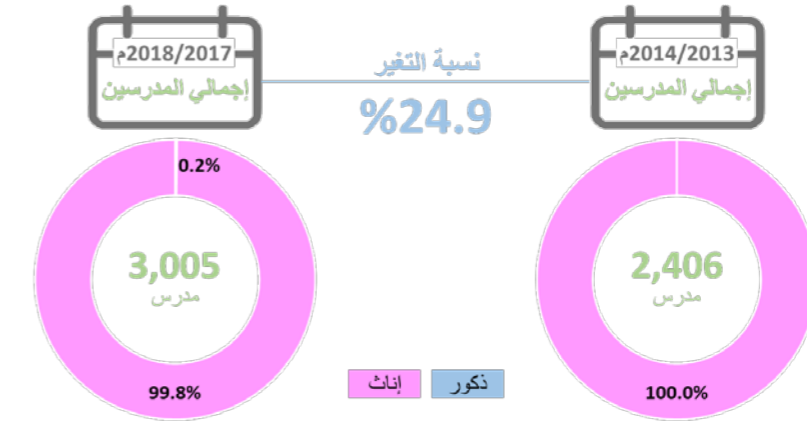 2014/2013م
إجمالي المدرسين
نسبة التغير
%24.9
2018/2017م
إجمالي المدرسين
2,406
مدرس
100.0%
0.2%
3,005
مدرس
99.8%
ذكور
إناث